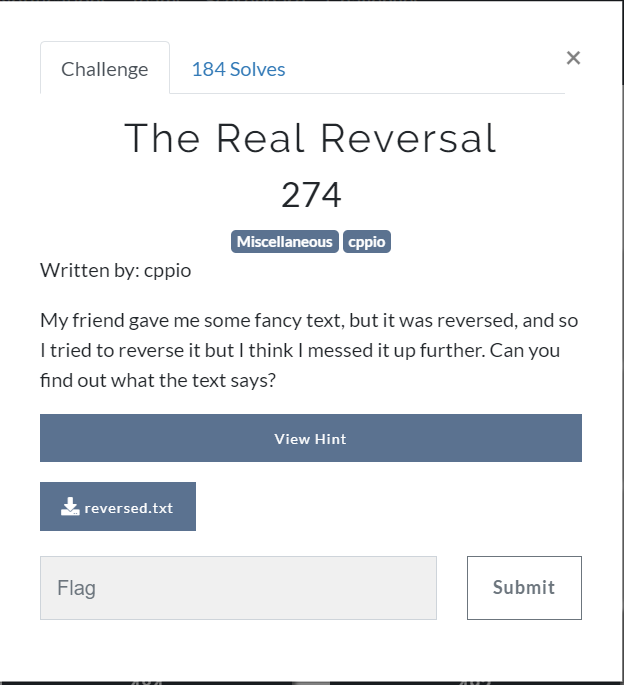 Challenge
184 Solves
×
The Real Reversal
274
Miscellaneous cppio
Written by: cppio
My friend gave me some fancy text, but it was reversed, and so
I tried to reverse it but I think I messed it up further. Can you
find out what the text says?
View Hint
reversed.txt
Flag
Submit